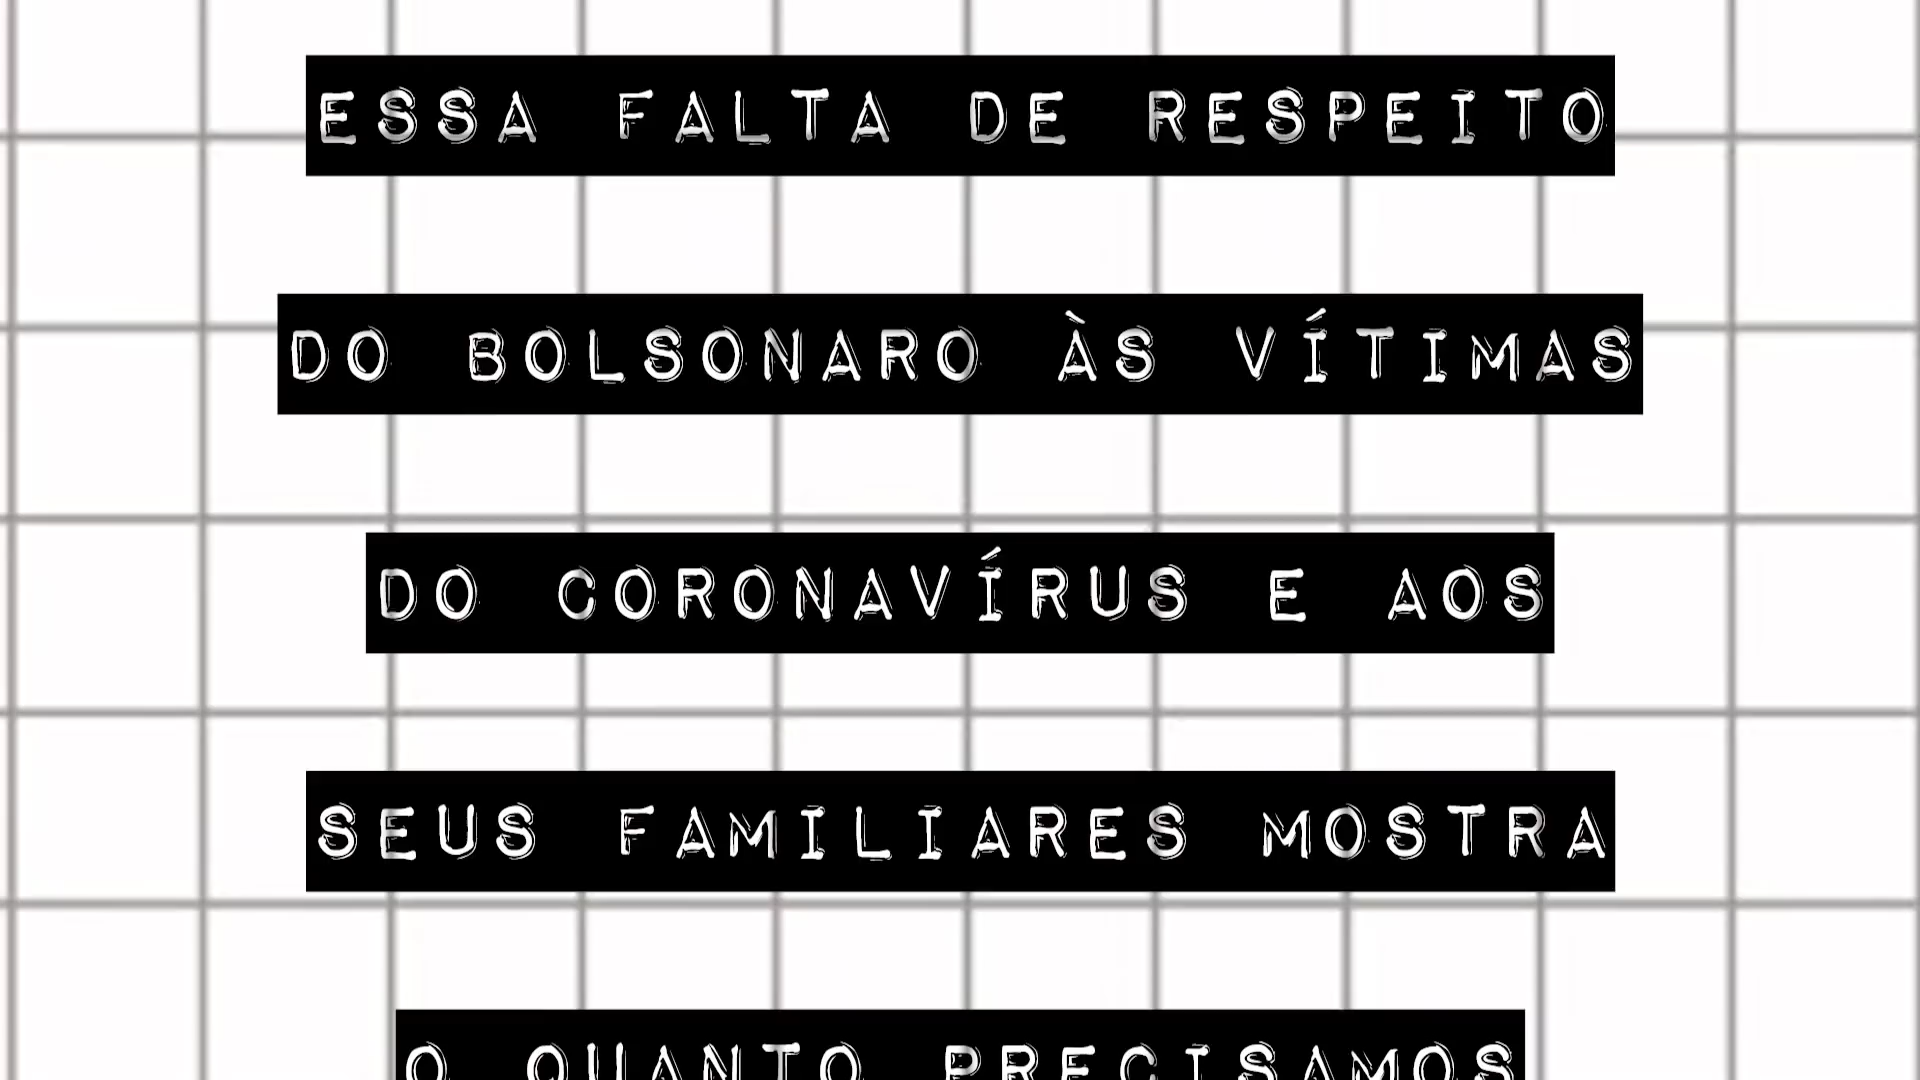 ESSA FALTA DE RESPEITO
DO BOLSONARO ÀS VÍTIMAS
DO CORONAVÍRUS E AOS
SEUS FAMILIARES MOSTRA
O QUANTO PRECISAMOS